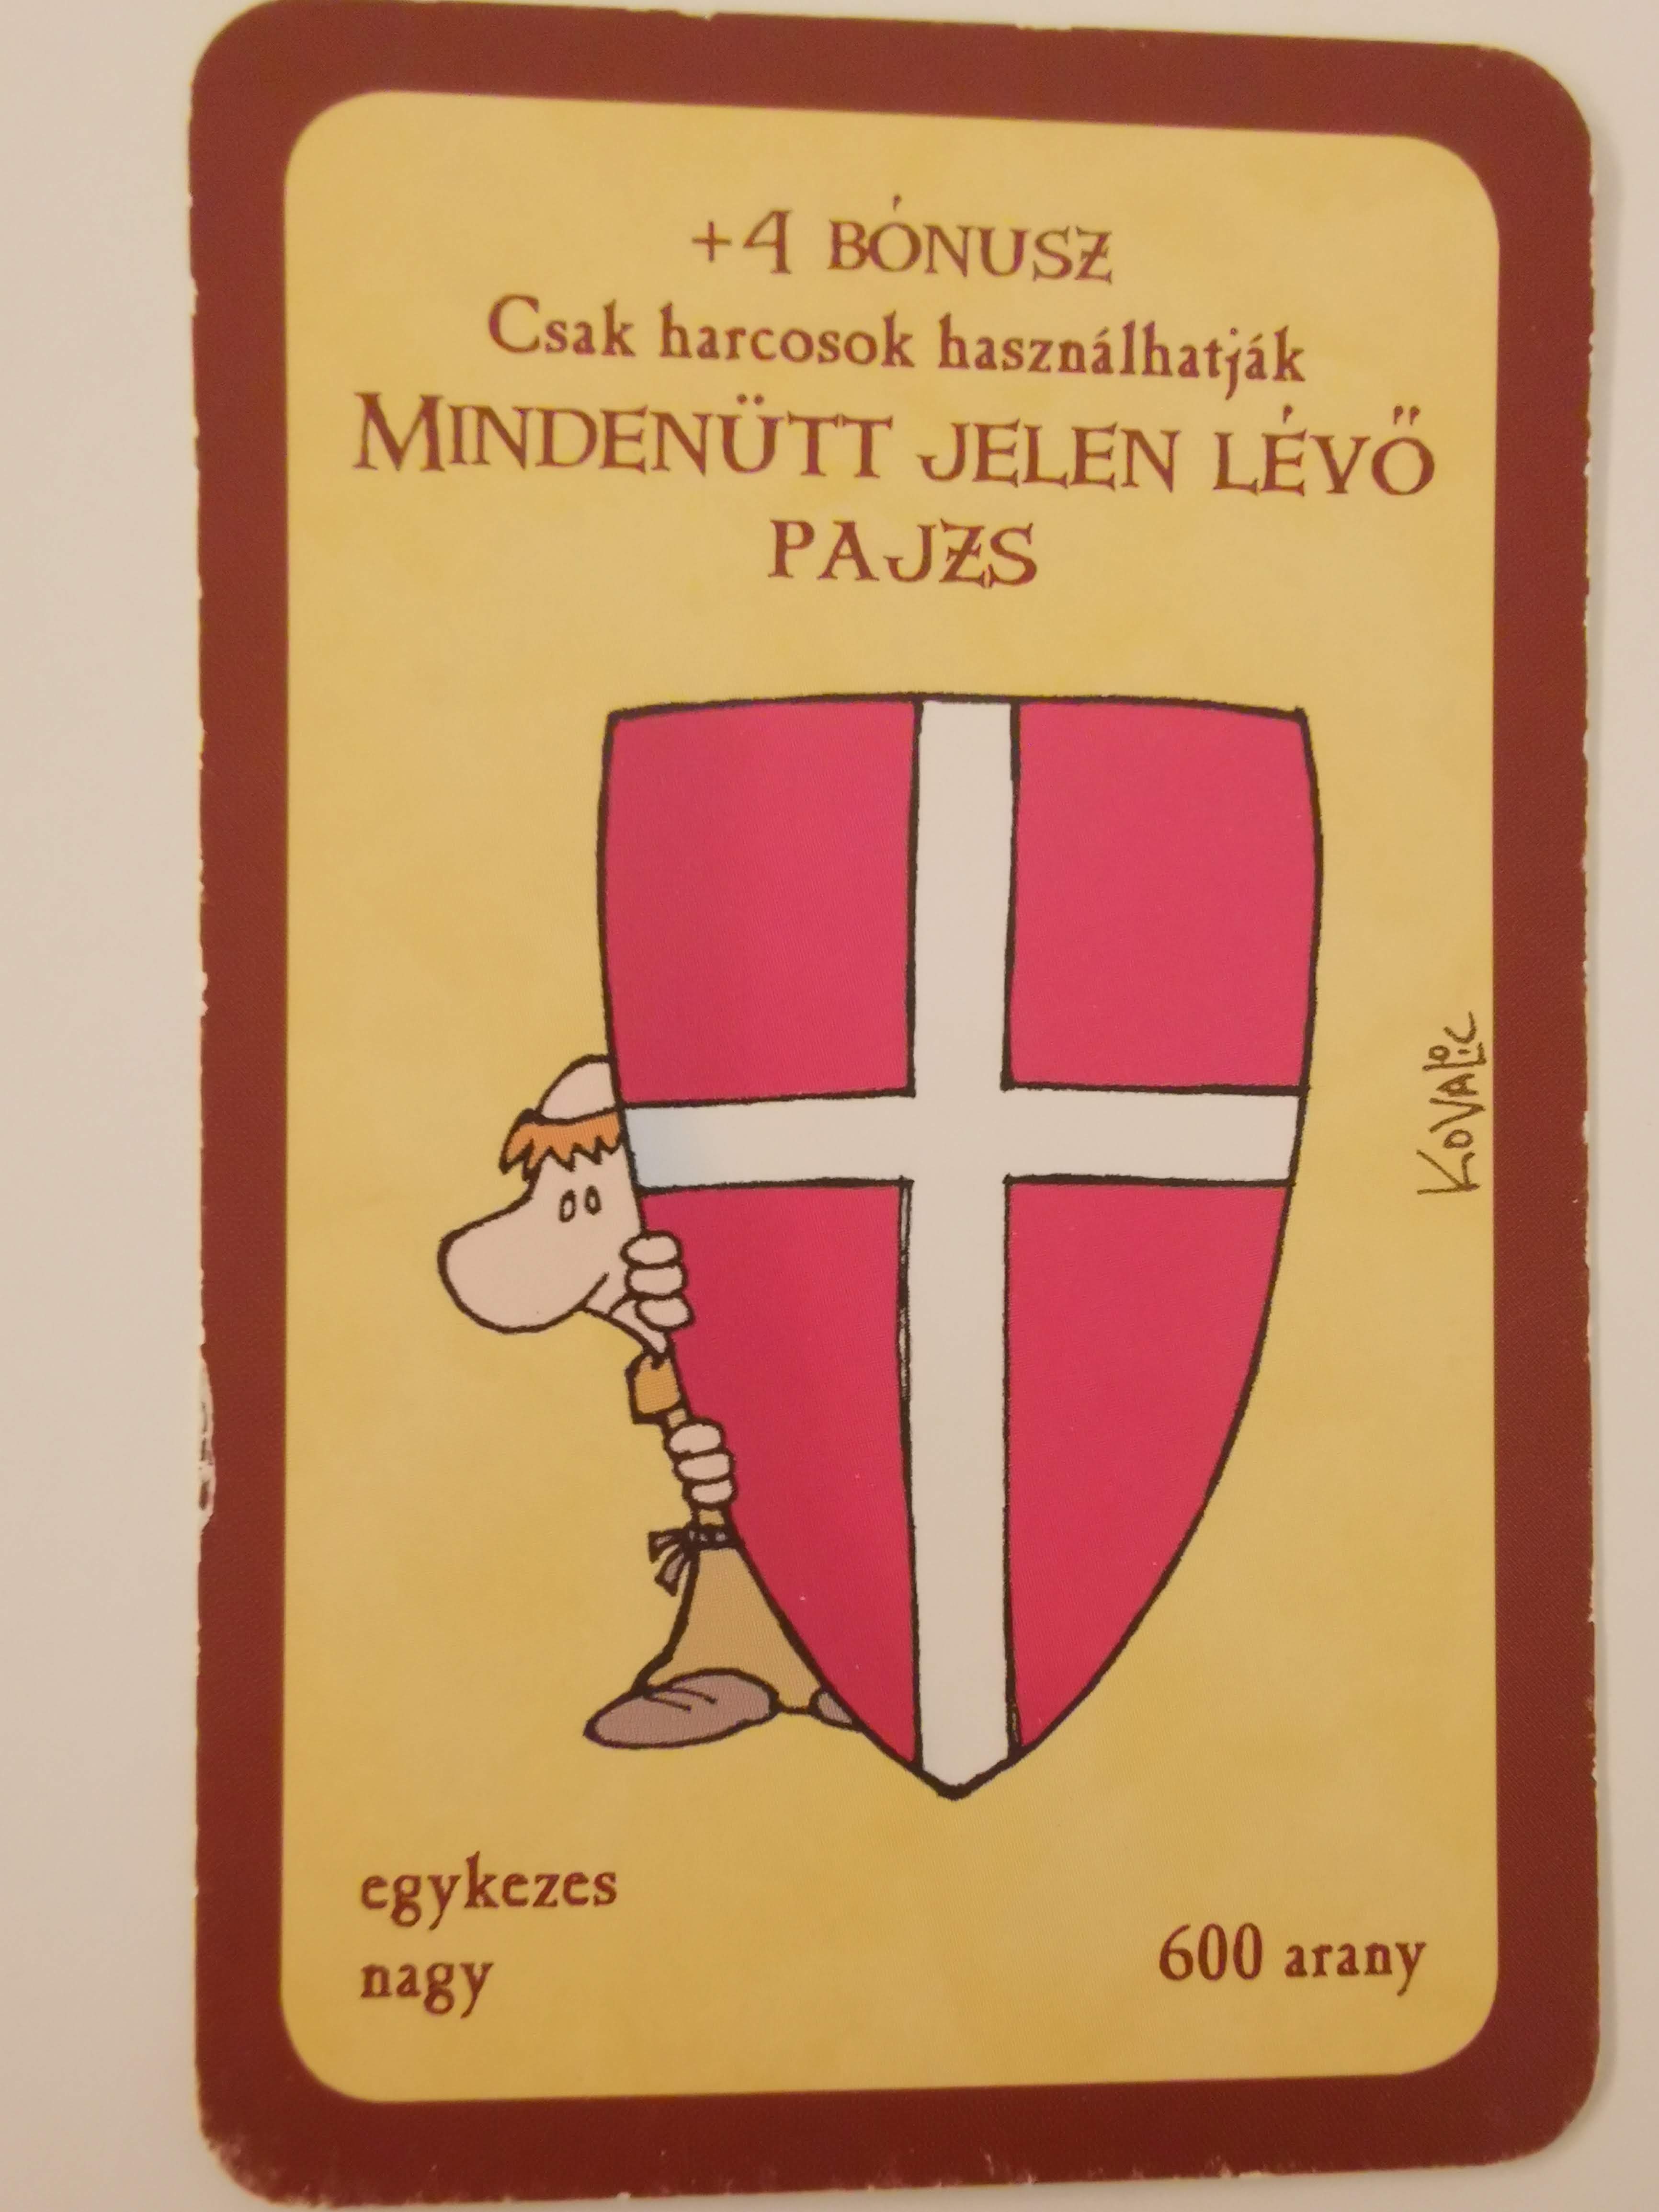 +4 BÓNUSZ
Csak harcosok használhatják
MINDENÜTT JELEN LÉVŐ
PAJZS
KOVALIC
egykezes
nagy
600 arany